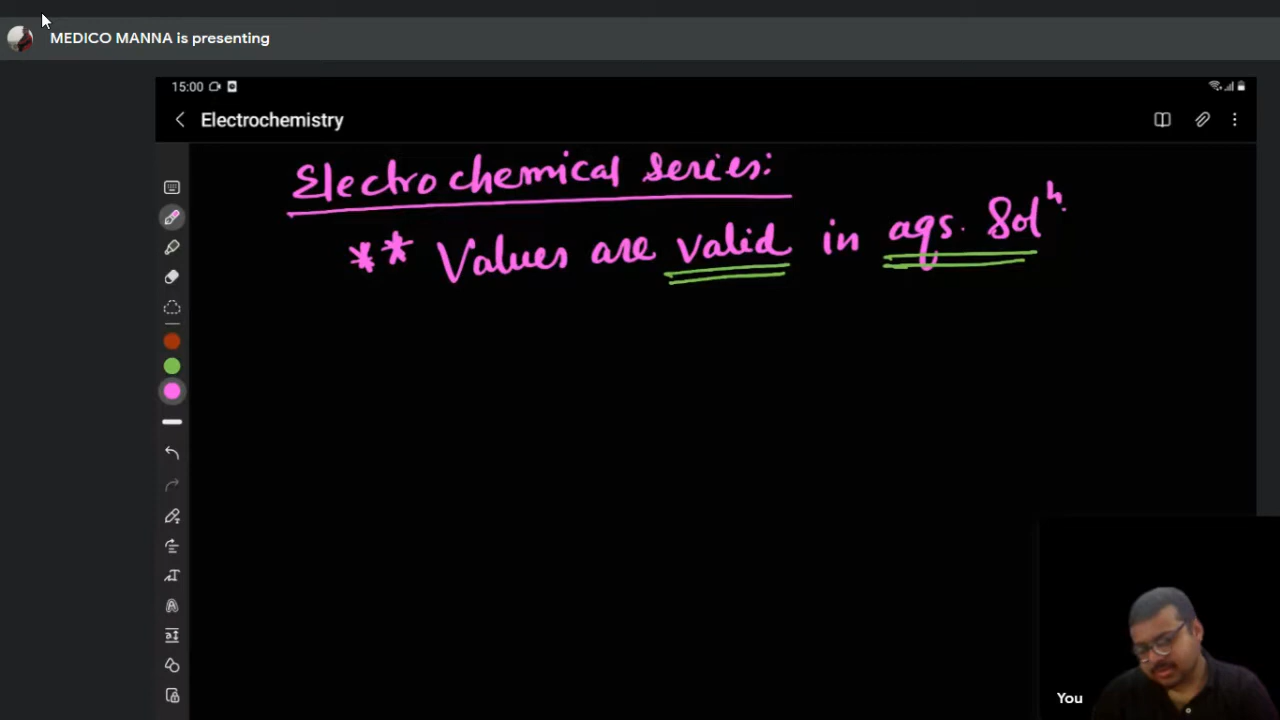 MEDICO MANNA is presenting
15:00
Electrochemistry
Electrochemical Series:
** Values are valid in aqs. Solⁿ.
You